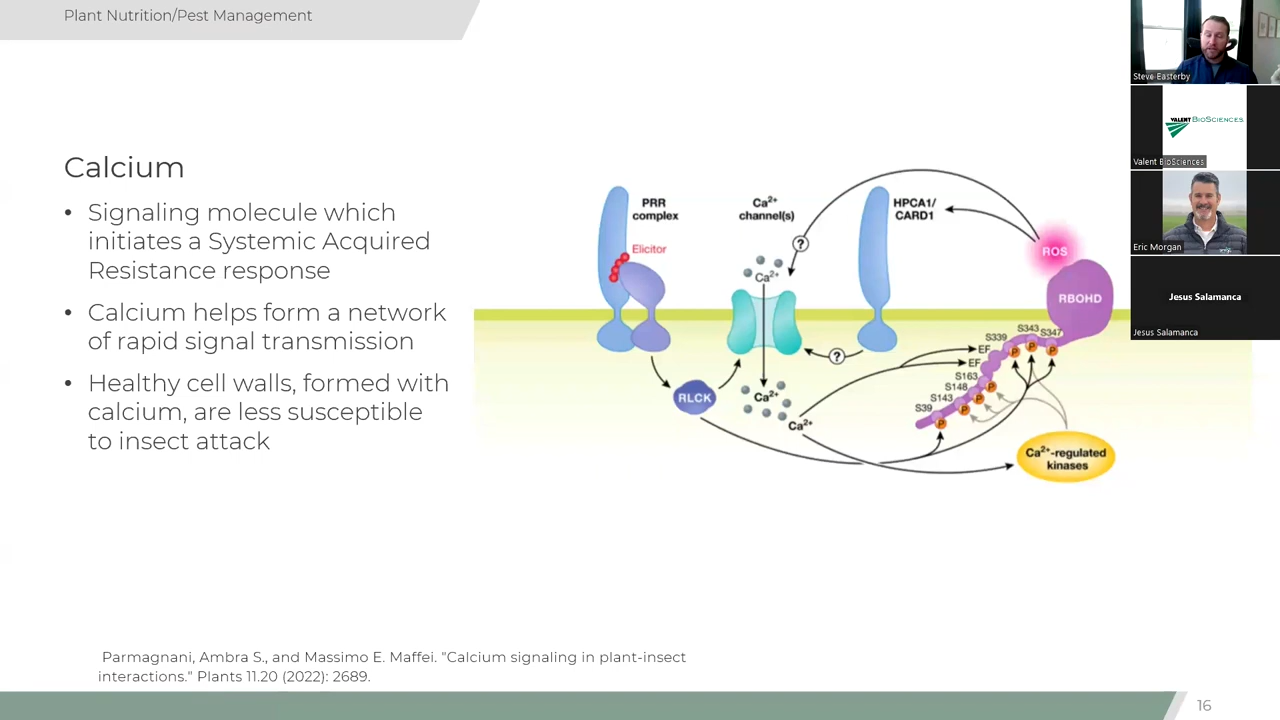 Plant Nutrition/Pest Management
Calcium
• Signaling molecule which
initiates a Systemic Acquired
Resistance response
• Calcium helps form a network
of rapid signal transmission
• Healthy cell walls, formed with
calcium, are less susceptible
to insect attack
PRR
complex
Elicitor
Ca²⁺
channel(s)
HPCA1/
CARD1
?
ROS
Ca²⁺
RBOHD
?
RLCK
Ca²⁺
Ca²⁺
EF
EF
S339
S343
S347
S163
S148
S143
S39
P
P
P
P
P
P
P
Ca²⁺-regulated
kinases
Parmagnani, Ambra S., and Massimo E. Maffei. "Calcium signaling in plant-insect
interactions." Plants 11.20 (2022): 2689.
16
Steve Easterby
VALENT BIOSCIENCES
Valent BioSciences
Eric Morgan
Jesus Salamanca
Jesus Salamanca